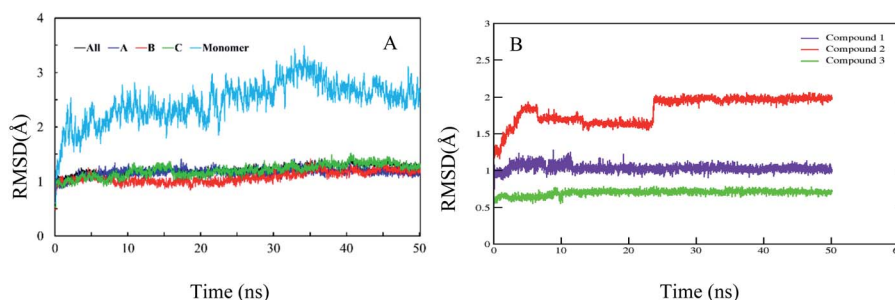 All A B C Monomer
A
4
3
2
1
0
0 10 20 30 40 50
RMSD(Å)
Time (ns)
B
Compound 1
Compound 2
Compound 3
3
2.5
2
1.5
1
0.5
0
0 10 20 30 40 50
RMSD(Å)
Time (ns)